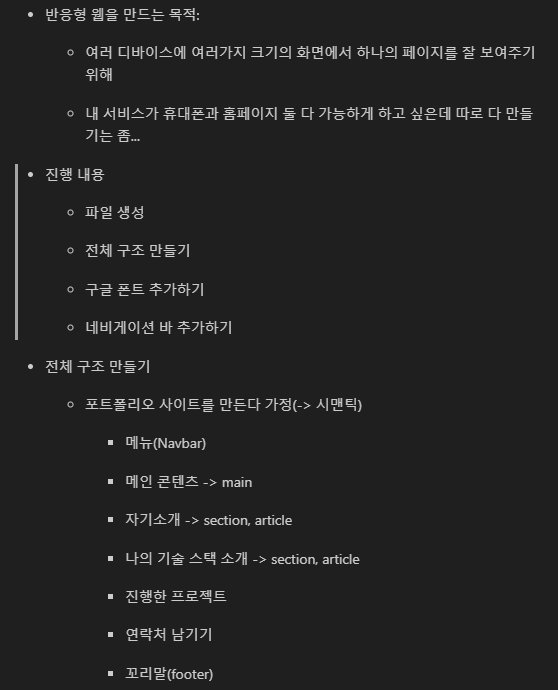 반응형 웹을 만드는 목적:
여러 디바이스에 여러가지 크기의 화면에서 하나의 페이지를 잘 보여주기
위해
내 서비스가 휴대폰과 홈페이지 둘 다 가능하게 하고 싶은데 따로 다 만들
기는 좀...
진행 내용
파일 생성
전체 구조 만들기
구글 폰트 추가하기
네비게이션 바 추가하기
전체 구조 만들기
포트폴리오 사이트를 만든다 가정(-> 시맨틱)
메뉴(Navbar)
메인 콘텐츠 -> main
자기소개 -> section, article
나의 기술 스택 소개 -> section, article
진행한 프로젝트
연락처 남기기
꼬리말(footer)